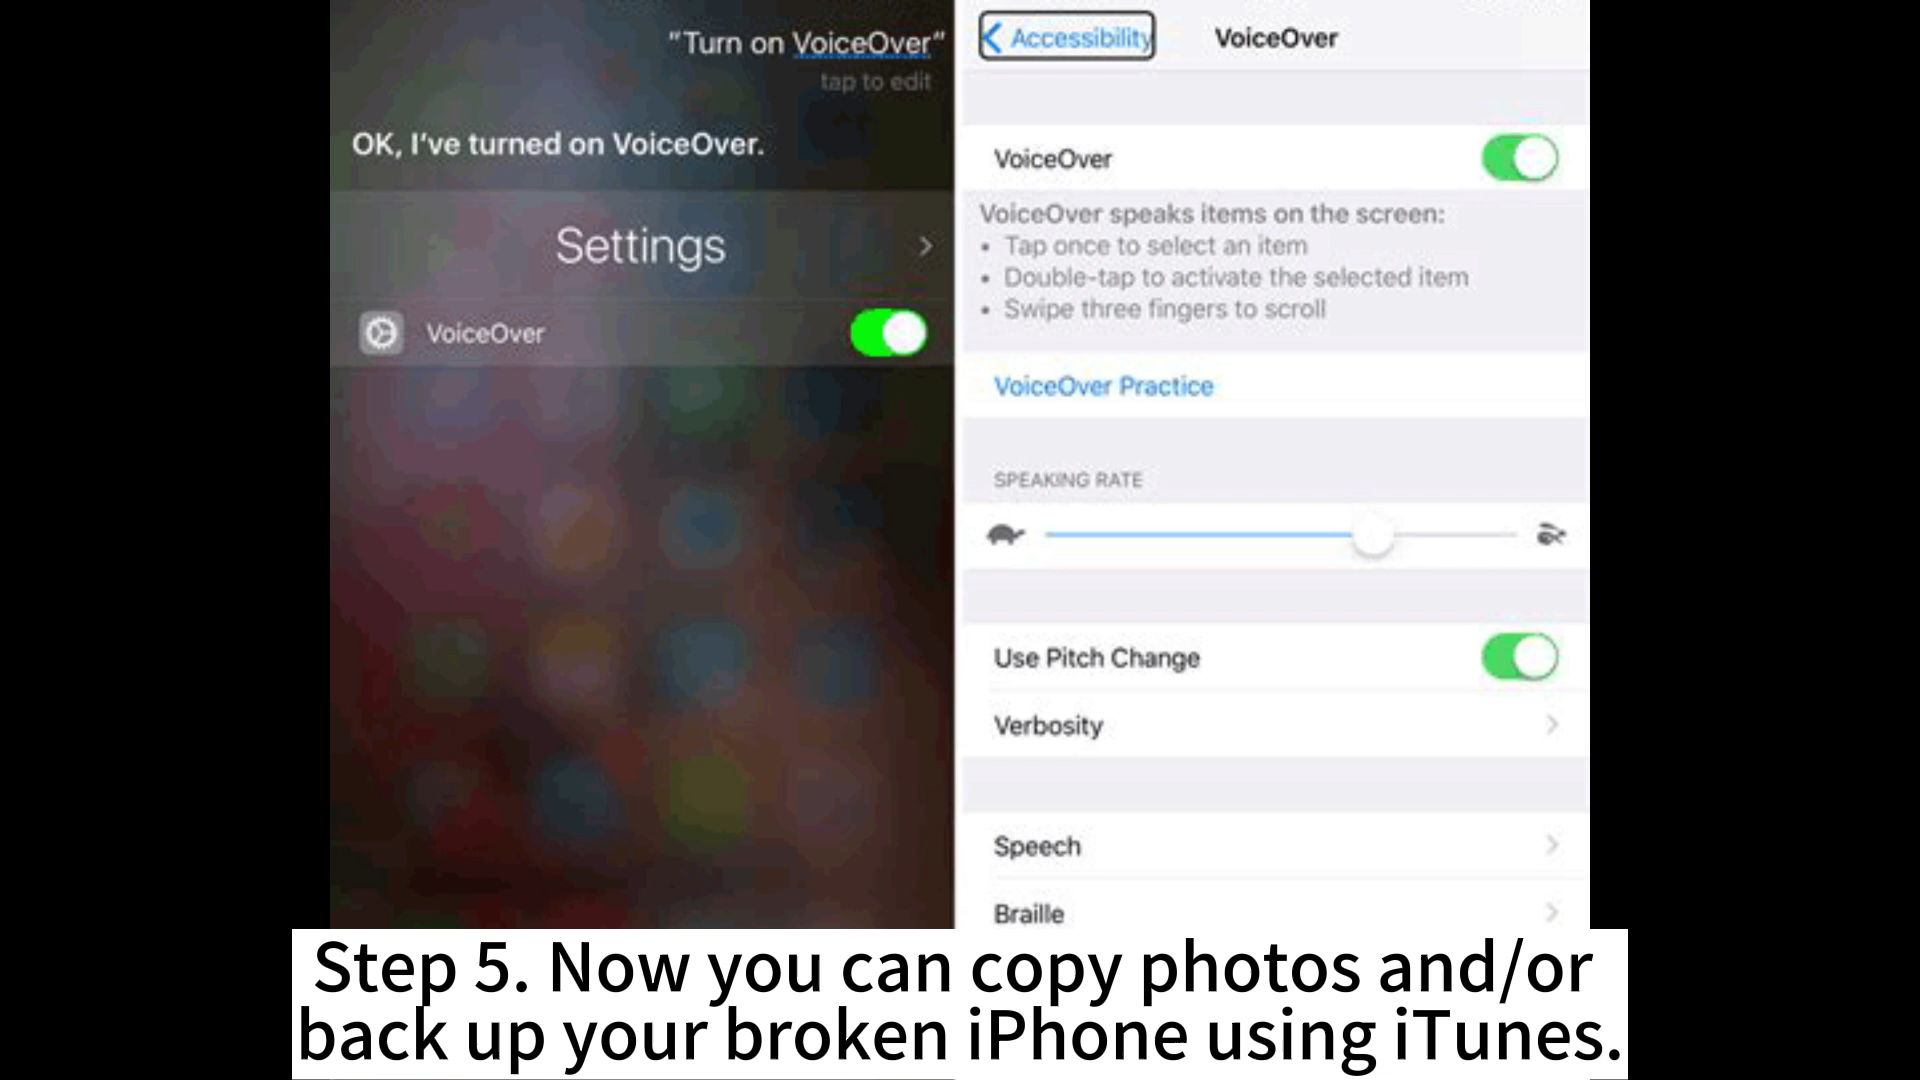 "Turn on VoiceOver"
tap to edit
OK, I've turned on VoiceOver.
Settings
VoiceOver
Accessibility
VoiceOver
VoiceOver
VoiceOver speaks items on the screen:
• Tap once to select an item
• Double-tap to activate the selected item
• Swipe three fingers to scroll
VoiceOver Practice
SPEAKING RATE
Use Pitch Change
Verbosity
Speech
Braille
Step 5. Now you can copy photos and/or
back up your broken iPhone using iTunes.